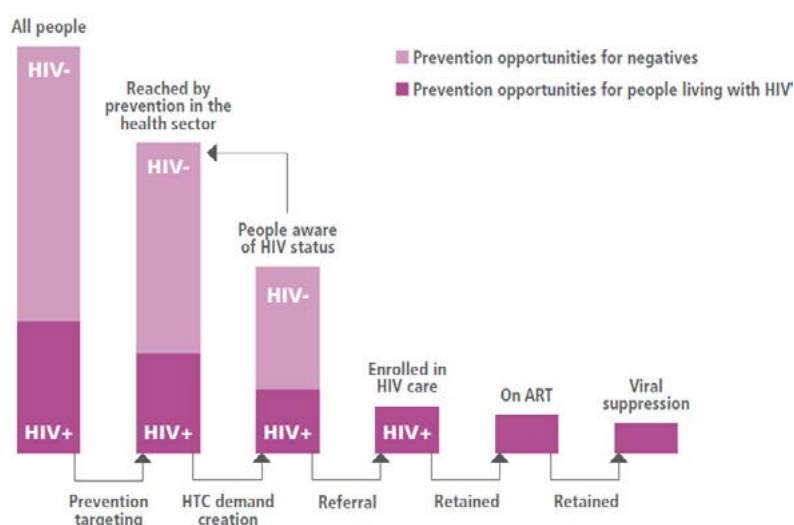 All people
HIV-
HIV+
Reached by
prevention in the
health sector
HIV-
HIV+
People aware
of HIV status
HIV-
HIV+
Enrolled in
HIV care
HIV+
On ART
Viral
suppression
Prevention opportunities for negatives
Prevention opportunities for people living with HIV
Prevention
targeting
HTC demand
creation
Referral
Retained
Retained